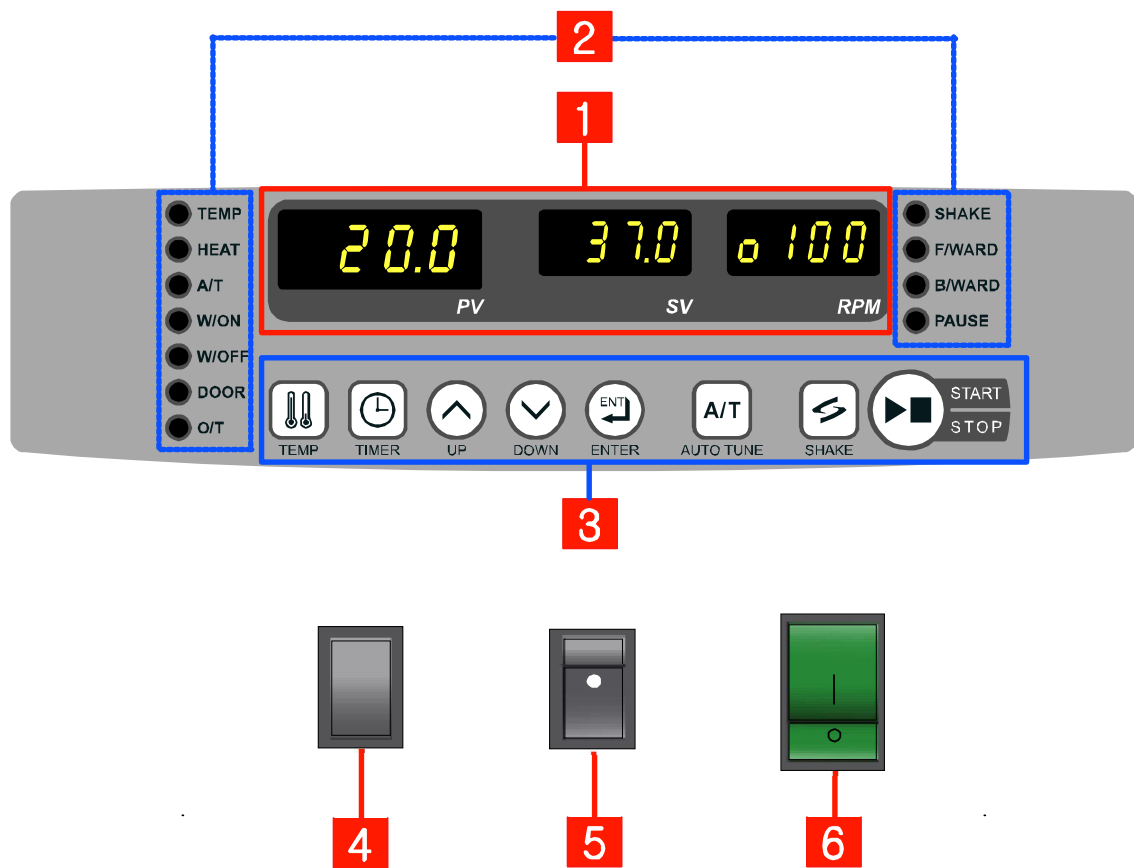 2
1
TEMP
HEAT
A/T
W/ON
W/OFF
DOOR
O/T
20.0
37.0
o 100
PV
SV
RPM
SHAKE
F/WARD
B/WARD
PAUSE
ENT
A/T
START
STOP
TEMP
TIMER
UP
DOWN
ENTER
AUTO TUNE
SHAKE
3
4
5
6